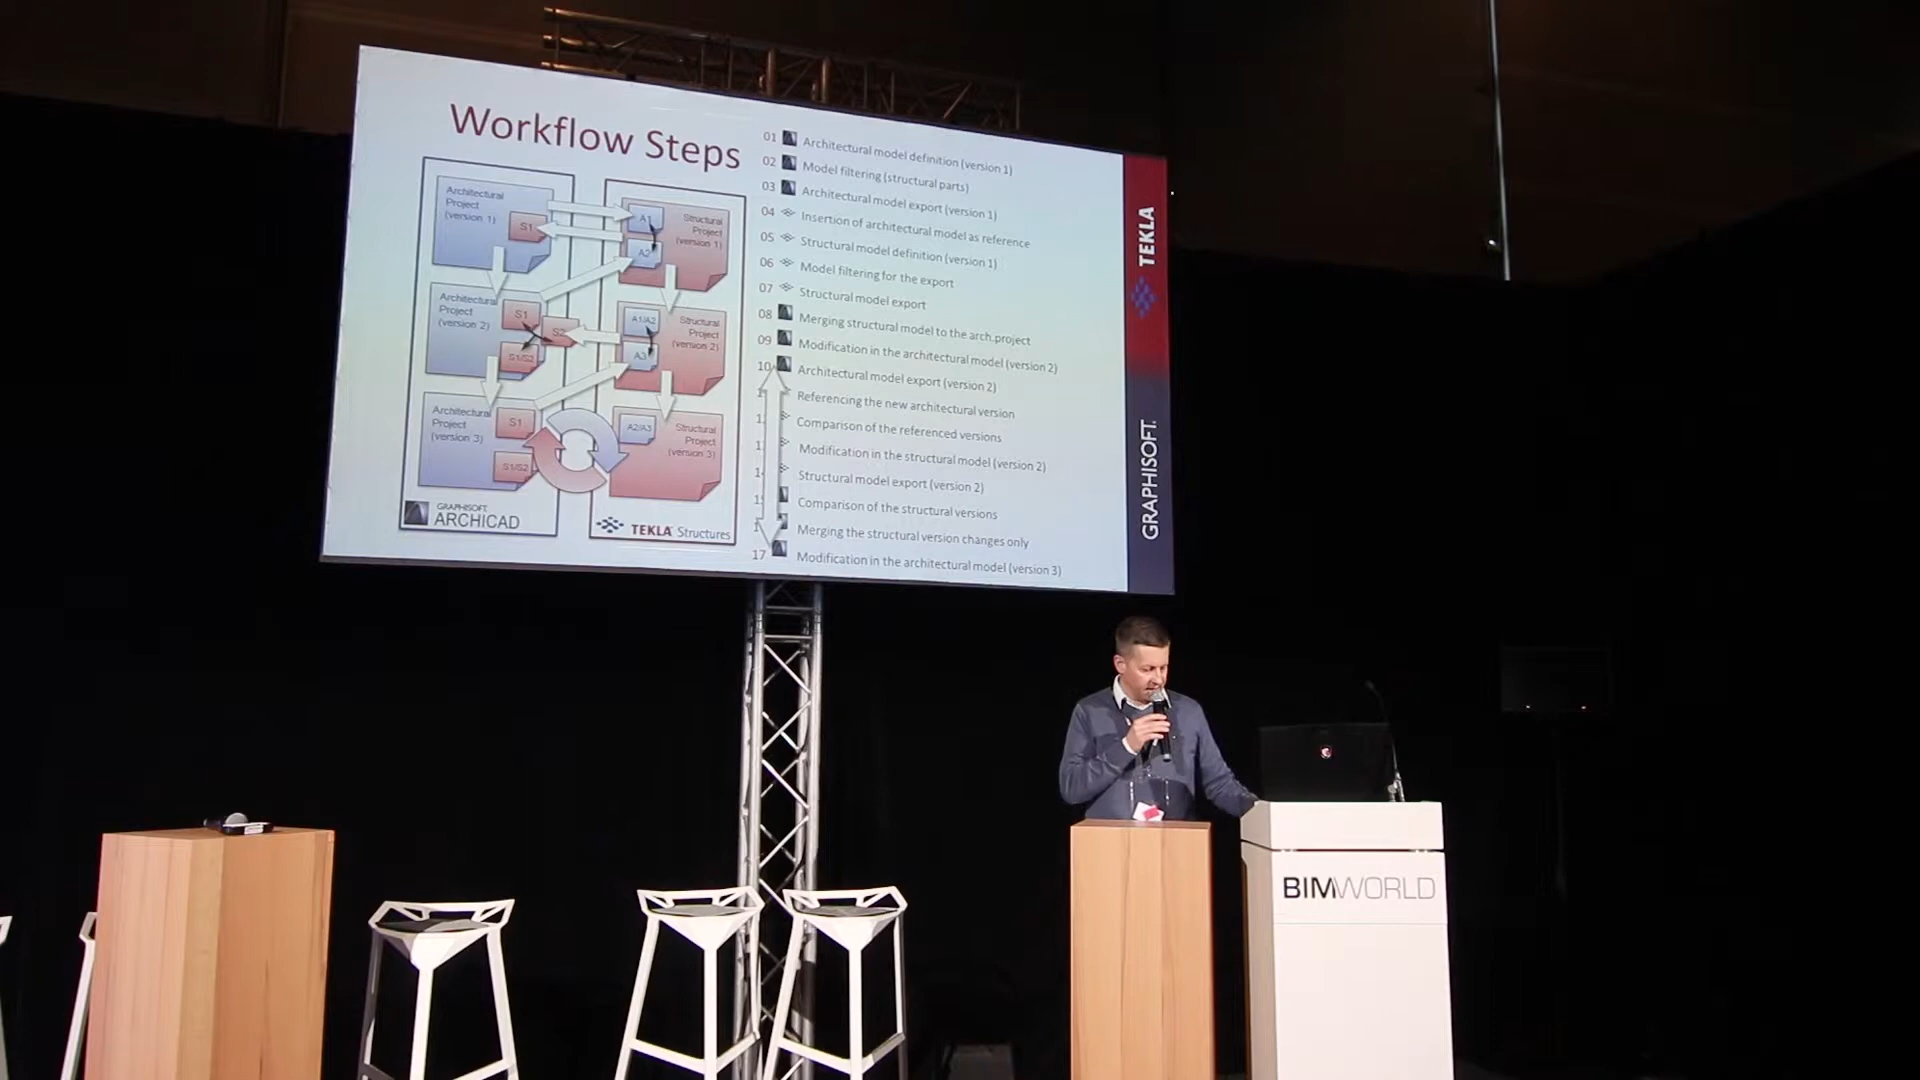 Workflow Steps
Architectural
Project
(version 1)
S1
A1
A2
Structural
Project
(version 1)
Architectural
Project
(version 2)
S1
S2
S1/S2
A1/A2
A3
Structural
Project
(version 2)
Architectural
Project
(version 3)
S1
S1/S2
A2/A3
Structural
Project
(version 3)
GRAPHISOFT
ARCHICAD
TEKLA Structures
01 Architectural model definition (version 1)
02 Model filtering (structural parts)
03 Architectural model export (version 1)
04 Insertion of architectural model as reference
05 Structural model definition (version 1)
06 Model filtering for the export
07 Structural model export
08 Merging structural model to the arch.project
09 Modification in the architectural model (version 2)
10 Architectural model export (version 2)
1 Referencing the new architectural version
1 Comparison of the referenced versions
1 Modification in the structural model (version 2)
1 Structural model export (version 2)
1 Comparison of the structural versions
1 Merging the structural version changes only
17 Modification in the architectural model (version 3)
TEKLA
GRAPHISOFT.
BIMWORLD